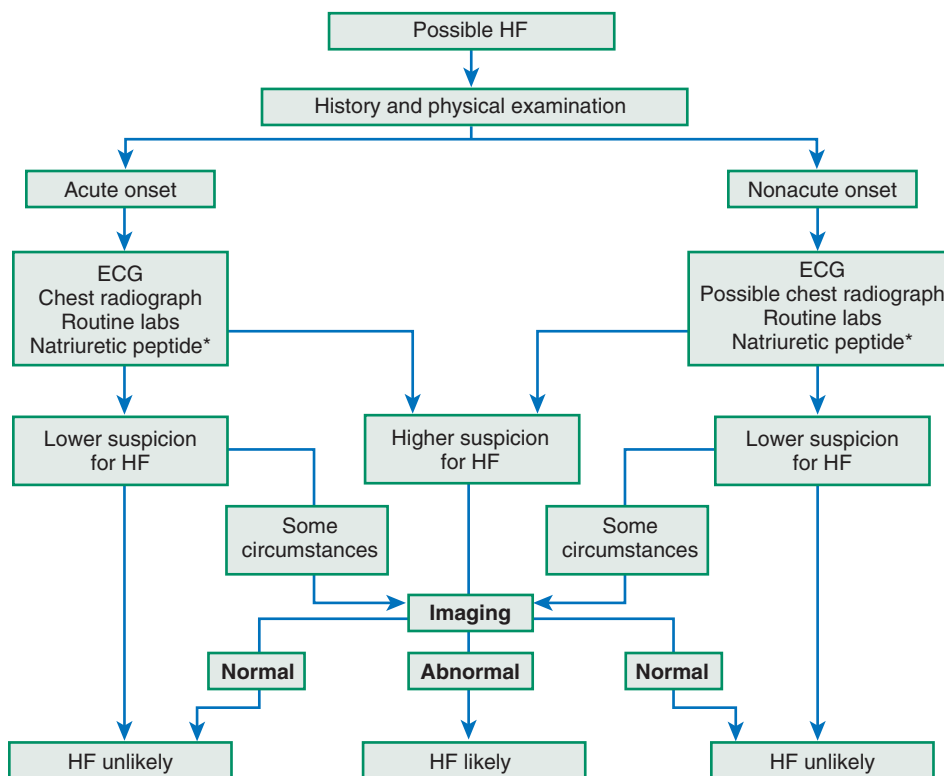 Possible HF
History and physical examination
Acute onset
Nonacute onset
ECG
Chest radiograph
Routine labs
Natriuretic peptide*
ECG
Possible chest radiograph
Routine labs
Natriuretic peptide*
Lower suspicion
for HF
Higher suspicion
for HF
Lower suspicion
for HF
Some
circumstances
Some
circumstances
Imaging
Normal
Abnormal
Normal
HF unlikely
HF likely
HF unlikely